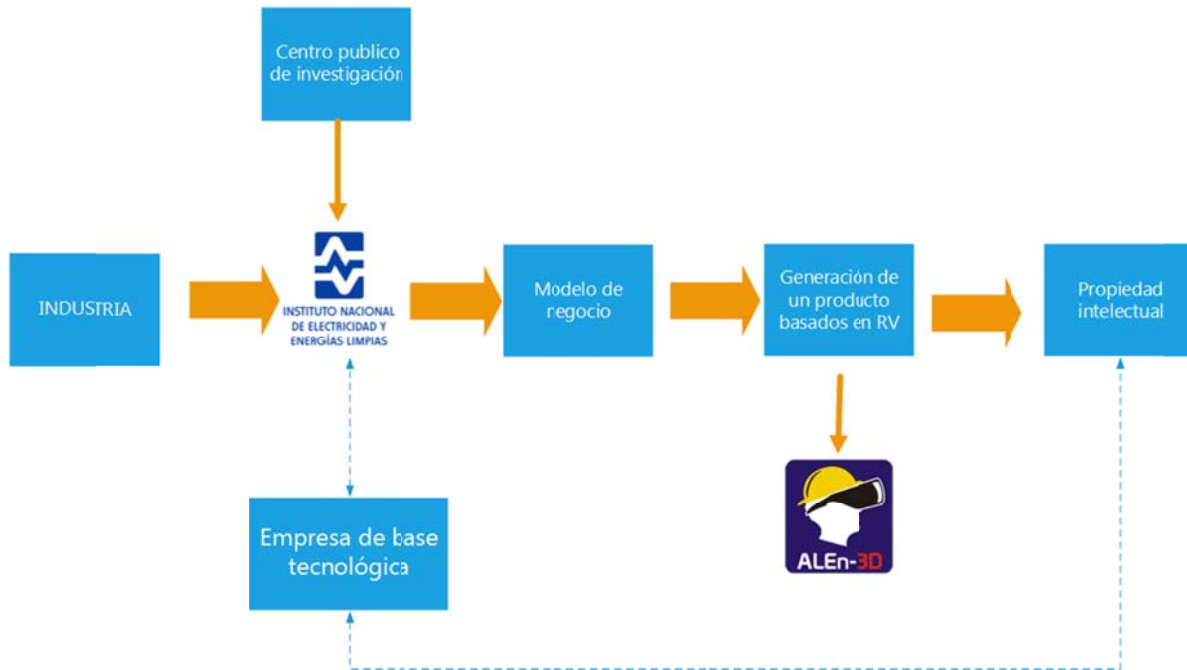 Centro publico
de investigación
INDUSTRIA
INSTITUTO NACIONAL
DE ELECTRICIDAD Y
ENERGÍAS LIMPIAS
Modelo de
negocio
Generación de
un producto
basados en RV
Propiedad
intelectual
Empresa de base
tecnológica
ALEn-3D